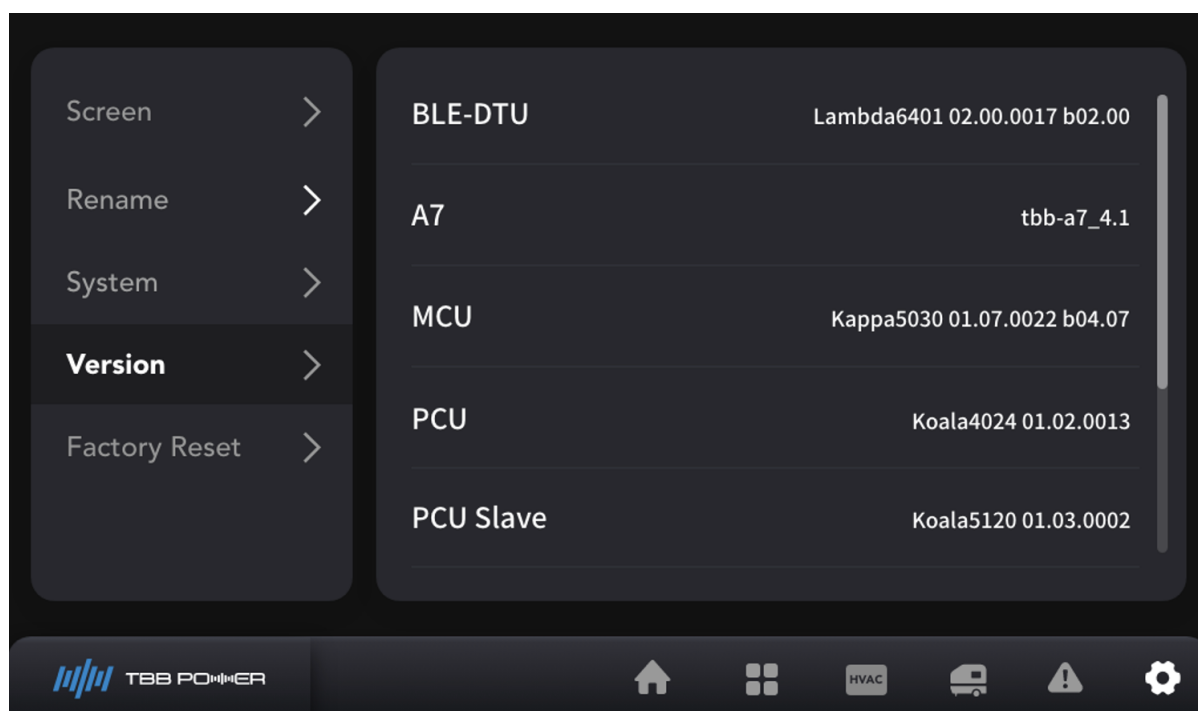 Screen
Rename
System
Version
Factory Reset
BLE-DTU
Lambda6401 02.00.0017 b02.00
A7
tbb-a7_4.1
MCU
Kappa5030 01.07.0022 b04.07
PCU
Koala4024 01.02.0013
PCU Slave
Koala5120 01.03.0002
TBB POWER
HVAC